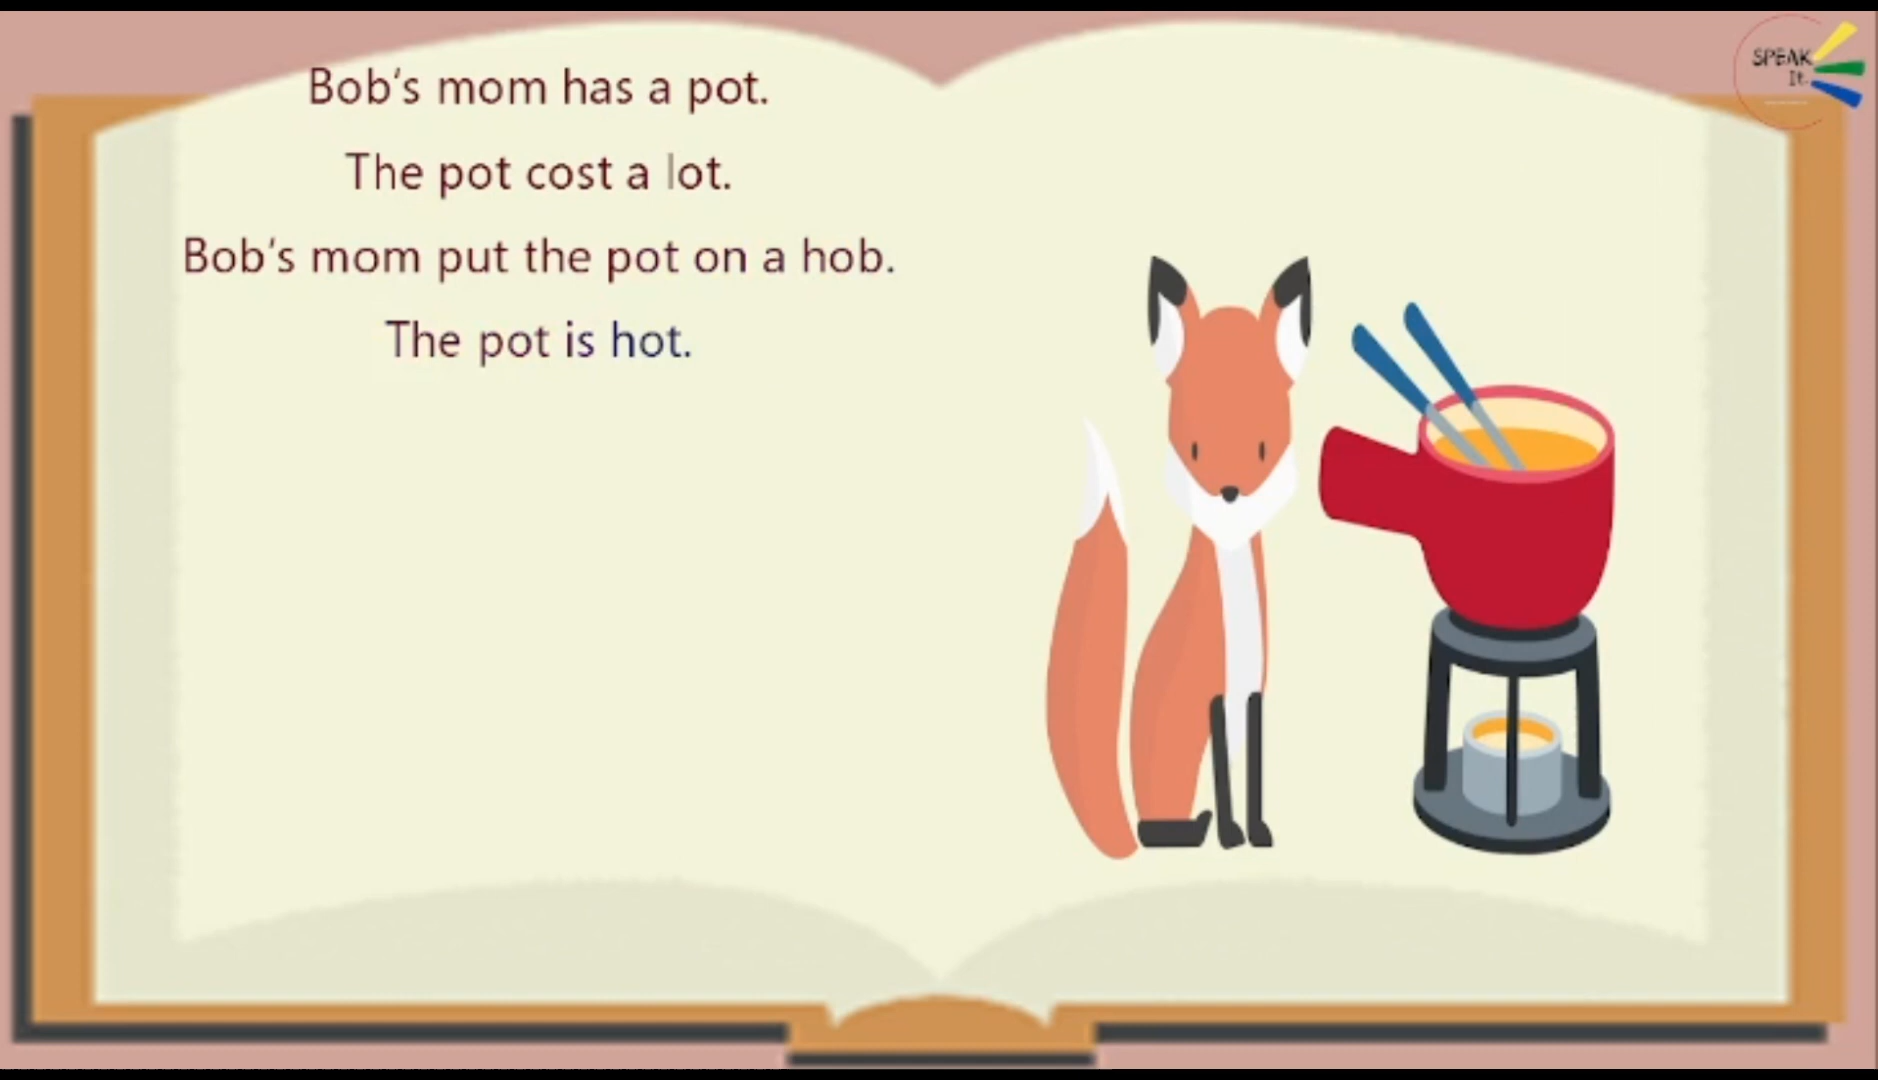 Bob's mom has a pot.
The pot cost a lot.
Bob's mom put the pot on a hob.
The pot is hot.
SPEAK
It